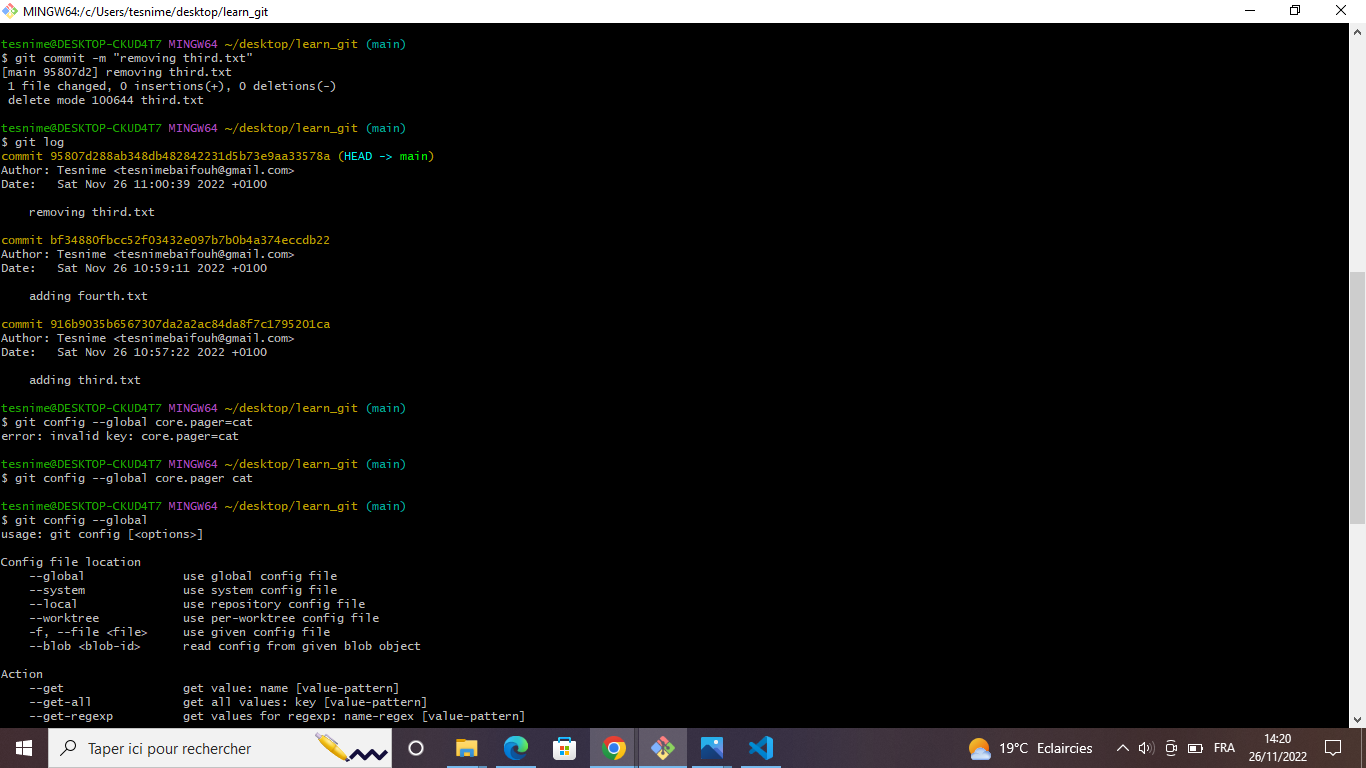 MINGW64:/c/Users/tesnime/desktop/learn_git
tesnime@DESKTOP-CKUD4T7 MINGW64 ~/desktop/learn_git (main)
$ git commit -m "removing third.txt"
[main 95807d2] removing third.txt
 1 file changed, 0 insertions(+), 0 deletions(-)
 delete mode 100644 third.txt
tesnime@DESKTOP-CKUD4T7 MINGW64 ~/desktop/learn_git (main)
$ git log
commit 95807d288ab348db482842231d5b73e9aa33578a (HEAD -> main)
Author: Tesnime <tesnimebaifouh@gmail.com>
Date:   Sat Nov 26 11:00:39 2022 +0100
    removing third.txt
commit bf34880fbcc52f03432e097b7b0b4a374eccdb22
Author: Tesnime <tesnimebaifouh@gmail.com>
Date:   Sat Nov 26 10:59:11 2022 +0100
    adding fourth.txt
commit 916b9035b6567307da2a2ac84da8f7c1795201ca
Author: Tesnime <tesnimebaifouh@gmail.com>
Date:   Sat Nov 26 10:57:22 2022 +0100
    adding third.txt
tesnime@DESKTOP-CKUD4T7 MINGW64 ~/desktop/learn_git (main)
$ git config --global core.pager=cat
error: invalid key: core.pager=cat
tesnime@DESKTOP-CKUD4T7 MINGW64 ~/desktop/learn_git (main)
$ git config --global core.pager cat
tesnime@DESKTOP-CKUD4T7 MINGW64 ~/desktop/learn_git (main)
$ git config --global
usage: git config [<options>]
Config file location
    --global              use global config file
    --system              use system config file
    --local               use repository config file
    --worktree            use per-worktree config file
    -f, --file <file>     use given config file
    --blob <blob-id>      read config from given blob object
Action
    --get                 get value: name [value-pattern]
    --get-all             get all values: key [value-pattern]
    --get-regexp          get values for regexp: name-regex [value-pattern]
Taper ici pour rechercher
19°C Eclaircies
FRA
14:20
26/11/2022